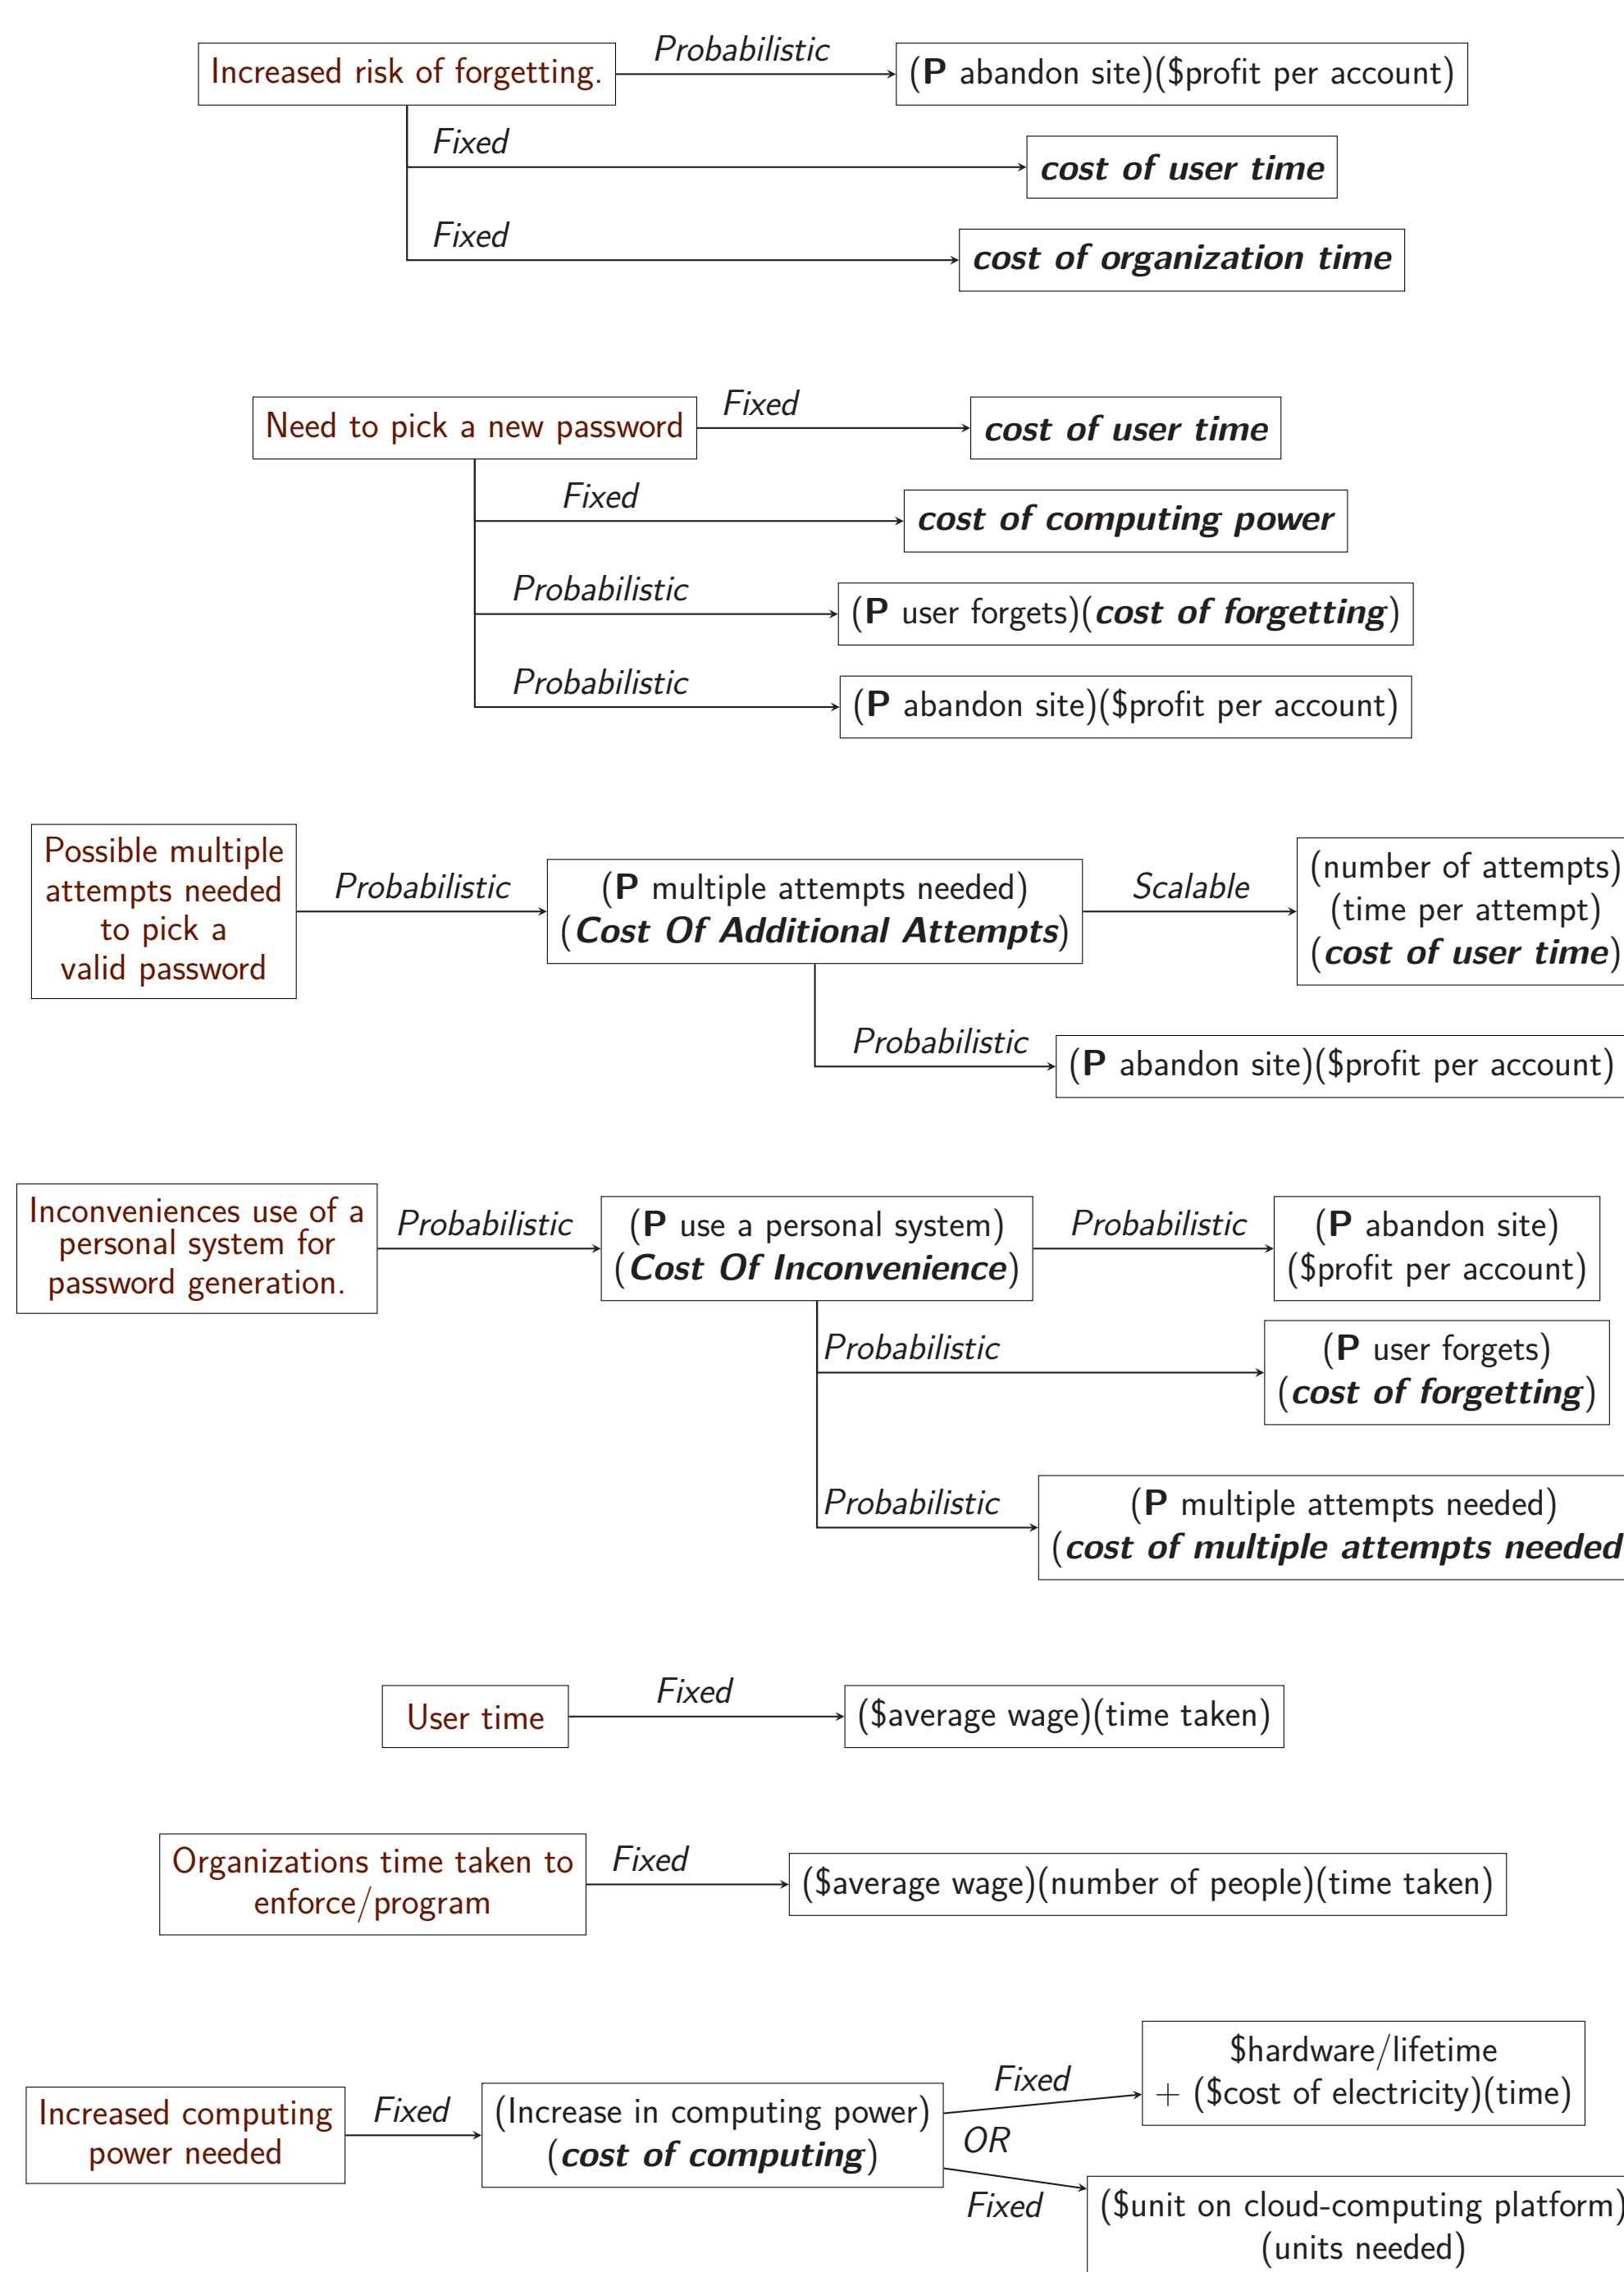 Probabilistic
Increased risk of forgetting.
(P abandon site)($profit per account)
Fixed
cost of user time
Fixed
cost of organization time
Fixed
Need to pick a new password
cost of user time
Fixed
cost of computing power
Probabilistic
(P user forgets)(cost of forgetting)
Probabilistic
(P abandon site)($profit per account)
Possible multiple
attempts needed
to pick a
valid password
Probabilistic
(P multiple attempts needed)
(Cost Of Additional Attempts)
Scalable
(number of attempts)
(time per attempt)
(cost of user time)
Probabilistic
(P abandon site)($profit per account)
Inconveniences use of a
personal system for
password generation.
Probabilistic
(P use a personal system)
(Cost Of Inconvenience)
Probabilistic
(P abandon site)
($profit per account)
Probabilistic
(P user forgets)
(cost of forgetting)
Probabilistic
(P multiple attempts needed)
(cost of multiple attempts needed
User time
Fixed
($average wage)(time taken)
Organizations time taken to
enforce/program
Fixed
($average wage)(number of people)(time taken)
Increased computing
power needed
Fixed
(Increase in computing power)
(cost of computing)
Fixed
$hardware/lifetime
+ ($cost of electricity)(time)
OR
Fixed
($unit on cloud-computing platform)
(units needed)